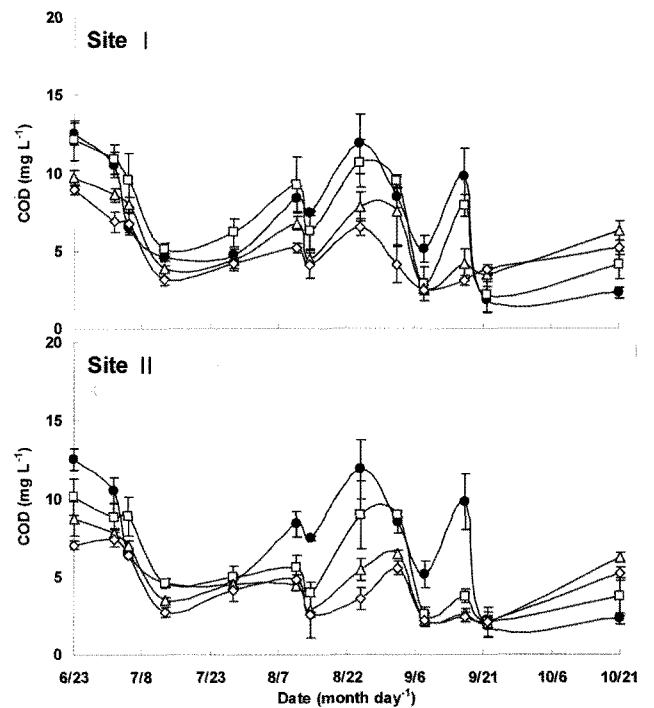 20
Site I
15
10
5
0
COD (mg L⁻¹)
20
Site II
15
10
5
0
COD (mg L⁻¹)
6/23 7/8 7/23 8/7 8/22 9/6 9/21 10/6 10/21
Date (month day⁻¹)